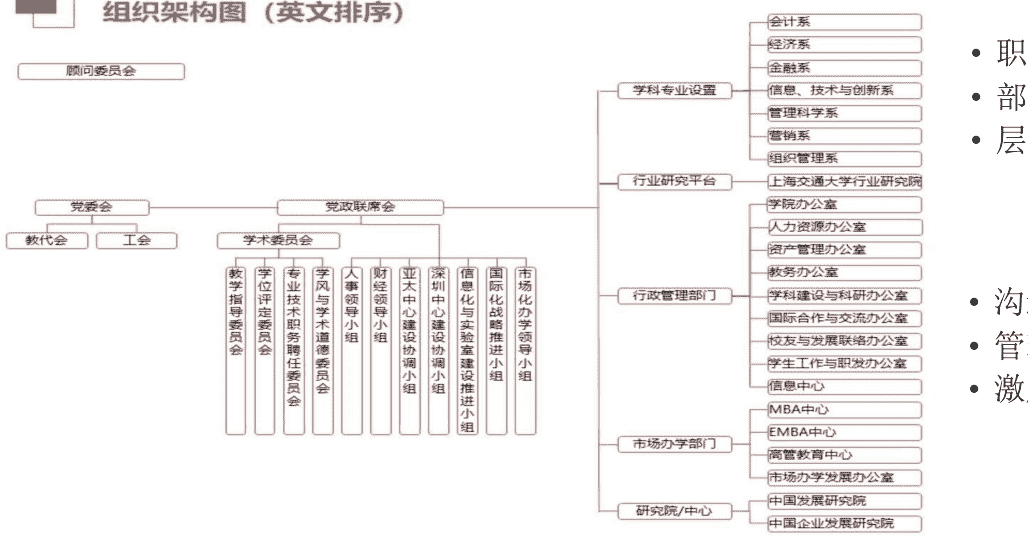 组织架构图（英文排序）
顾问委员会
党委会
教代会
工会
党政联席会
学术委员会
教学指导委员会
学位评定委员会
专业技术职务聘任委员会
学风与学术道德委员会
人事领导小组
财经领导小组
亚太中心建设协调小组
深圳中心建设协调小组
信息化与实验室建设推进小组
国际化战略推进小组
市场化办学领导小组
学科专业设置
会计系
经济系
金融系
信息、技术与创新系
管理科学系
营销系
组织管理系
行业研究平台
上海交通大学行业研究院
行政管理部门
学院办公室
人力资源办公室
资产管理办公室
教务办公室
学科建设与科研办公室
国际合作与交流办公室
校友与发展联络办公室
学生工作与职发办公室
信息中心
市场办学部门
MBA中心
EMBA中心
高管教育中心
市场办学发展办公室
研究院/中心
中国发展研究院
中国企业发展研究院
• 职
• 部
• 层
• 沟
• 管
• 激